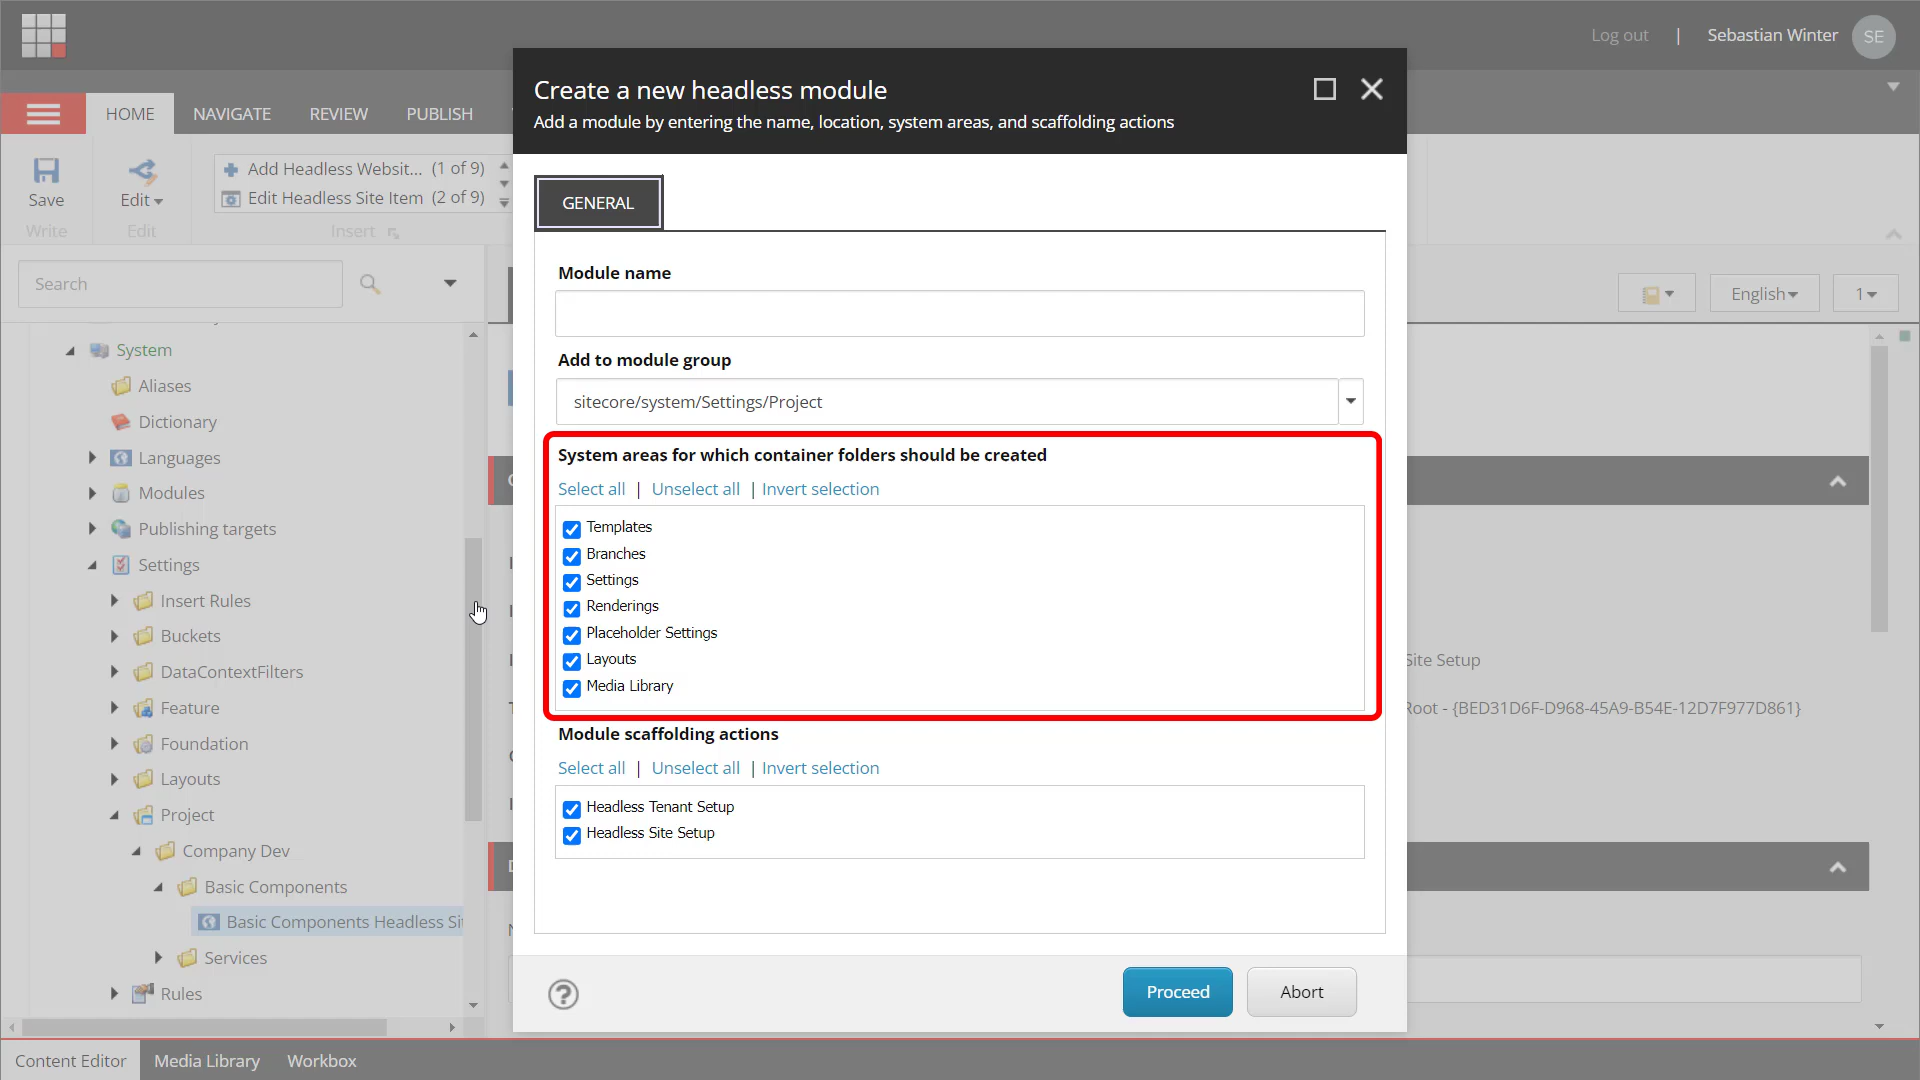 Log out | Sebastian Winter SE
Create a new headless module
Add a module by entering the name, location, system areas, and scaffolding actions
HOME NAVIGATE REVIEW PUBLISH
Save
Write
Edit
Edit
Add Headless Websit... (1 of 9)
Edit Headless Site Item (2 of 9)
Insert
Search
English
1
System
Aliases
Dictionary
Languages
Modules
Publishing targets
Settings
Insert Rules
Buckets
DataContextFilters
Feature
Foundation
Layouts
Project
Company Dev
Basic Components
Basic Components Headless Sit
Services
Rules
GENERAL
Module name
Add to module group
sitecore/system/Settings/Project
System areas for which container folders should be created
Select all | Unselect all | Invert selection
Templates
Branches
Settings
Renderings
Placeholder Settings
Layouts
Media Library
Module scaffolding actions
Select all | Unselect all | Invert selection
Headless Tenant Setup
Headless Site Setup
?
Proceed
Abort
Site Setup
Root - {BED31D6F-D968-45A9-B54E-12D7F977D861}
Content Editor Media Library Workbox